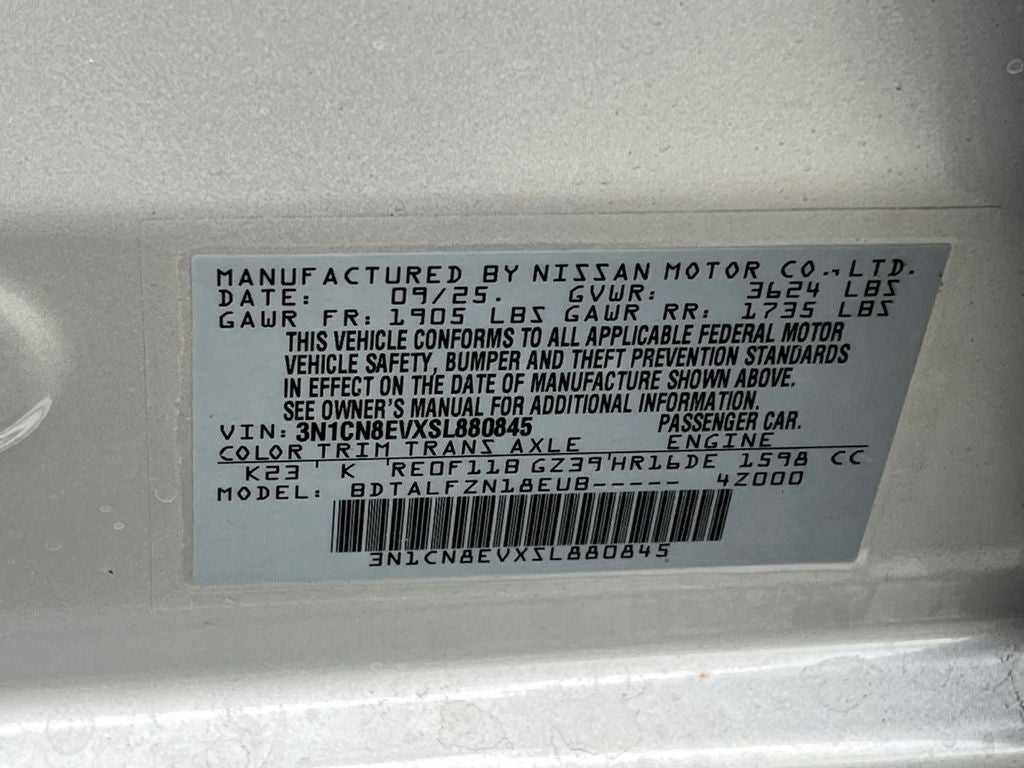 MANUFACTURED BY NISSAN MOTOR CO., LTD.
DATE: 09/25. GVWR: 3624 LBS
GAWR FR: 1905 LBS GAWR RR: 1735 LBS
THIS VEHICLE CONFORMS TO ALL APPLICABLE FEDERAL MOTOR
VEHICLE SAFETY, BUMPER AND THEFT PREVENTION STANDARDS
IN EFFECT ON THE DATE OF MANUFACTURE SHOWN ABOVE.
SEE OWNER'S MANUAL FOR ADDITIONAL INFORMATION.
VIN: 3N1CN8EVXSL880845 PASSENGER CAR.
COLOR TRIM TRANS AXLE ENGINE
K23 ' K 'RE0F11B GZ39'HR16DE 1598 CC
MODEL: BDTALFZN18EUB----- 4Z000
3N1CN8EVXSL880845